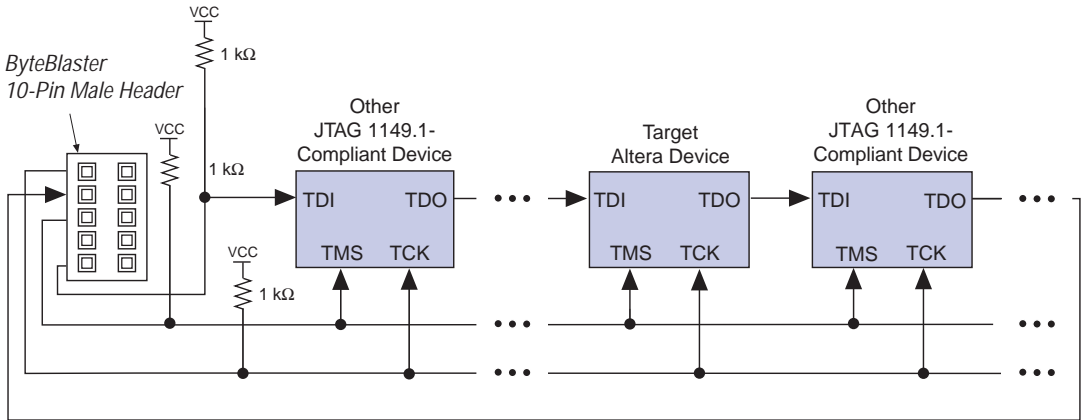 VCC
1 kΩ
ByteBlaster
10-Pin Male Header
VCC
1 kΩ
Other
JTAG 1149.1-
Compliant Device
Target
Altera Device
Other
JTAG 1149.1-
Compliant Device
TDI TDO
TMS TCK
TDI TDO
TMS TCK
TDI TDO
TMS TCK
VCC
1 kΩ